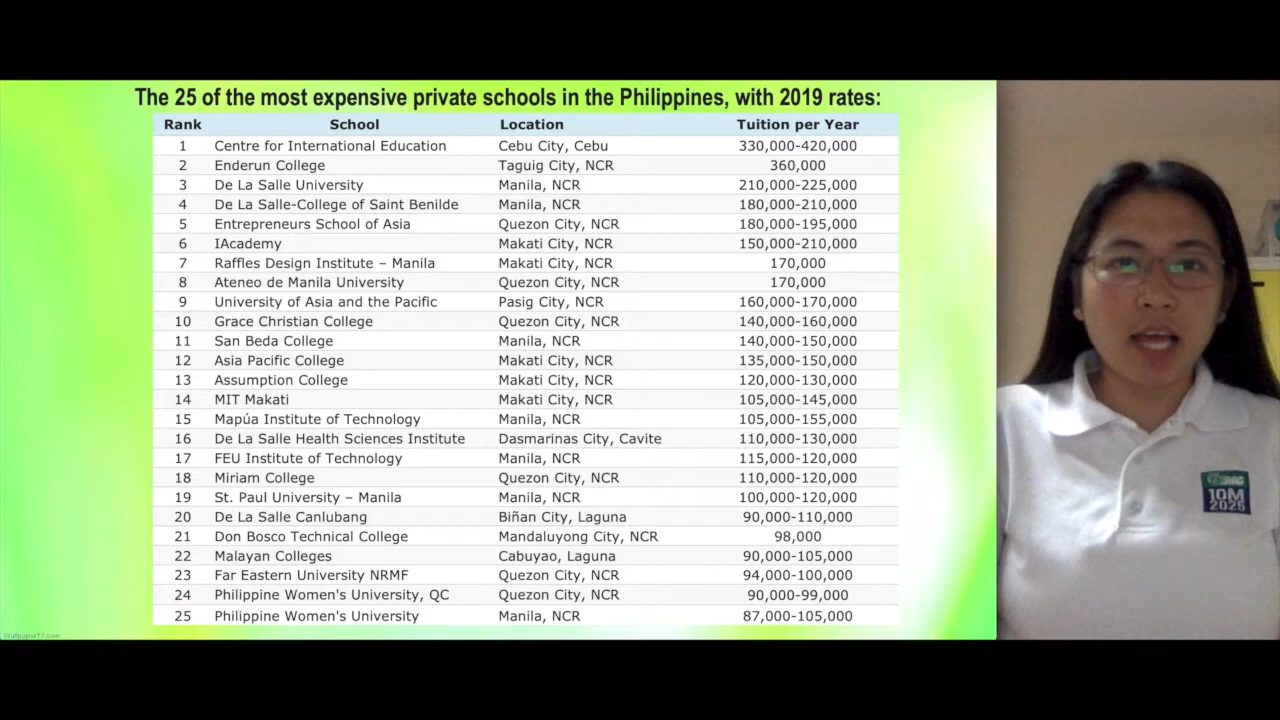 The 25 of the most expensive private schools in the Philippines, with 2019 rates:
Rank School Location Tuition per Year
1 Centre for International Education Cebu City, Cebu 330,000-420,000
2 Enderun College Taguig City, NCR 360,000
3 De La Salle University Manila, NCR 210,000-225,000
4 De La Salle-College of Saint Benilde Manila, NCR 180,000-210,000
5 Entrepreneurs School of Asia Quezon City, NCR 180,000-195,000
6 IAcademy Makati City, NCR 150,000-210,000
7 Raffles Design Institute – Manila Makati City, NCR 170,000
8 Ateneo de Manila University Quezon City, NCR 170,000
9 University of Asia and the Pacific Pasig City, NCR 160,000-170,000
10 Grace Christian College Quezon City, NCR 140,000-160,000
11 San Beda College Manila, NCR 140,000-150,000
12 Asia Pacific College Makati City, NCR 135,000-150,000
13 Assumption College Makati City, NCR 120,000-130,000
14 MIT Makati Makati City, NCR 105,000-145,000
15 Mapúa Institute of Technology Manila, NCR 105,000-155,000
16 De La Salle Health Sciences Institute Dasmarinas City, Cavite 110,000-130,000
17 FEU Institute of Technology Manila, NCR 115,000-120,000
18 Miriam College Quezon City, NCR 110,000-120,000
19 St. Paul University – Manila Manila, NCR 100,000-120,000
20 De La Salle Canlubang Biñan City, Laguna 90,000-110,000
21 Don Bosco Technical College Mandaluyong City, NCR 98,000
22 Malayan Colleges Cabuyao, Laguna 90,000-105,000
23 Far Eastern University NRMF Quezon City, NCR 94,000-100,000
24 Philippine Women's University, QC Quezon City, NCR 90,000-99,000
25 Philippine Women's University Manila, NCR 87,000-105,000
Wallpaper77.com
10M
2025